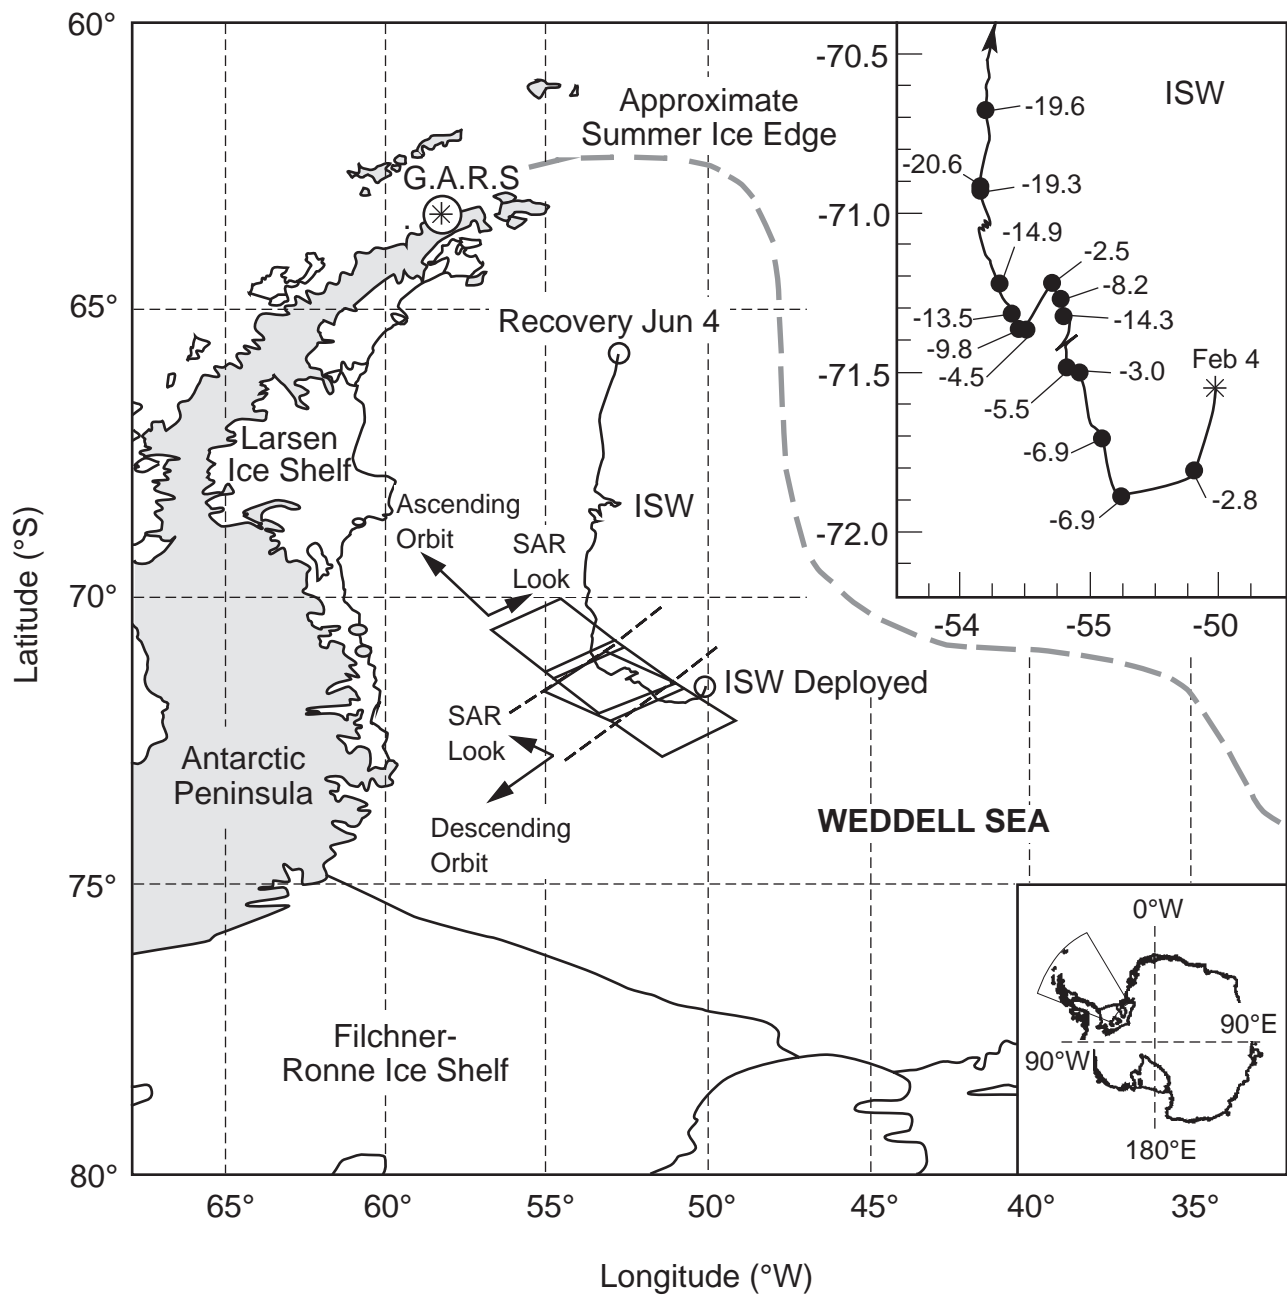 60°
65°
70°
75°
80°
Latitude (°S)
65°
60°
55°
50°
45°
40°
35°
Longitude (°W)
Approximate
Summer Ice Edge
G.A.R.S
Recovery Jun 4
Larsen
Ice Shelf
ISW
Ascending
Orbit
SAR
Look
ISW Deployed
SAR
Look
Descending
Orbit
Antarctic
Peninsula
WEDDELL SEA
Filchner-
Ronne Ice Shelf
ISW
-70.5
-71.0
-71.5
-72.0
-54
-55
-50
-19.6
-20.6
-19.3
-14.9
-2.5
-8.2
-14.3
-13.5
-9.8
-4.5
-3.0
-5.5
Feb 4
-6.9
-2.8
-6.9
0°W
90°E
90°W
180°E